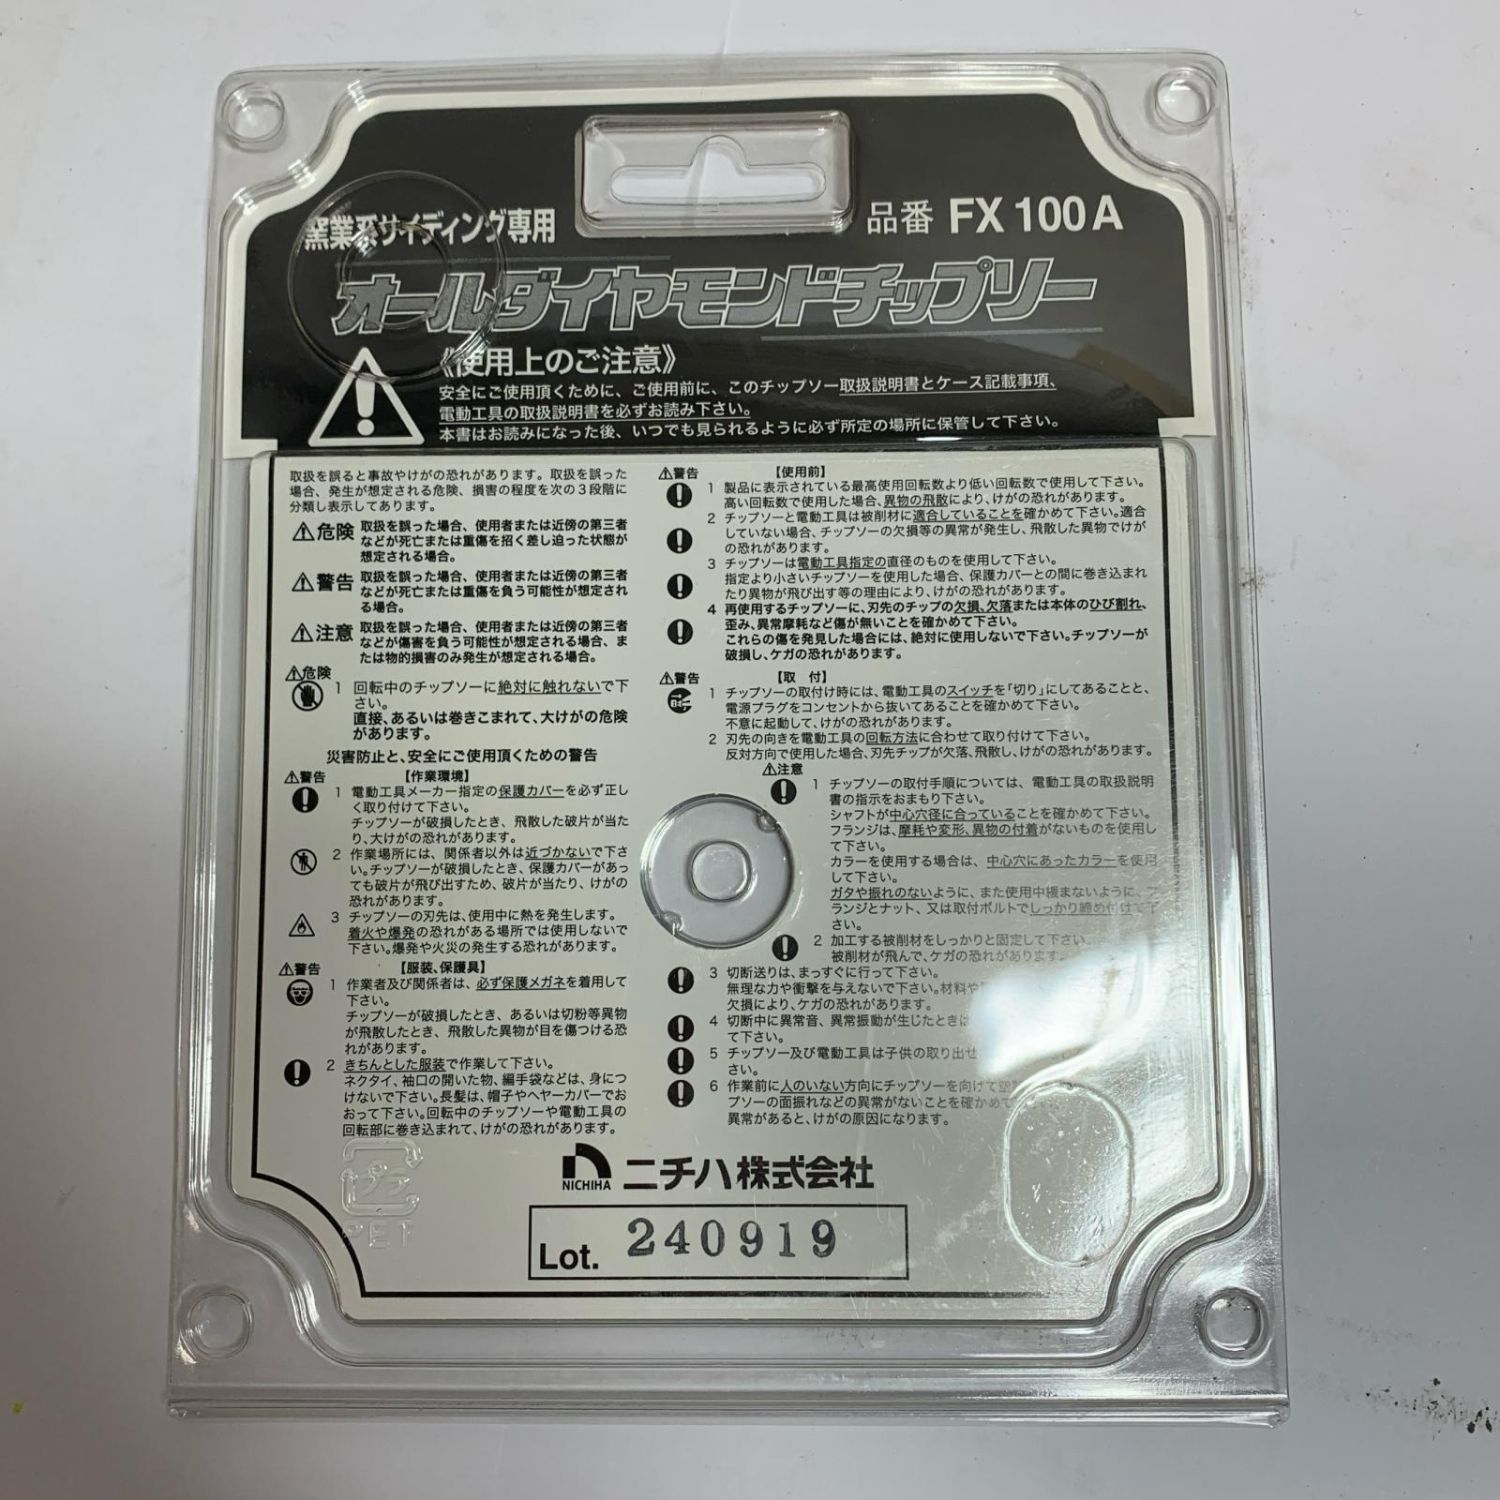 窯業系サイディング専用
品番 FX 100A
オールダイヤモンドチップソー
《使用上のご注意》
安全にご使用頂くために、ご使用前に、このチップソー取扱説明書とケース記載事項、
電動工具の取扱説明書を必ずお読み下さい。
本書はお読みになった後、いつでも見られるように必ず所定の場所に保管して下さい。
取扱を誤ると事故やけがの恐れがあります。取扱を誤った
場合、発生が想定される危険、損害の程度を次の3段階に
分類し表示してあります。
⚠危険 取扱を誤った場合、使用者または近傍の第三者
などが死亡または重傷を招く差し迫った状態が
想定される場合。
⚠警告 取扱を誤った場合、使用者または近傍の第三者
などが死亡または重傷を負う可能性が想定され
る場合。
⚠注意 取扱を誤った場合、使用者または近傍の第三者
などが傷害を負う可能性が想定される場合、ま
たは物的損害のみ発生が想定される場合。
⚠危険
1 回転中のチップソーに絶対に触れないで下
さい。
直接、あるいは巻きこまれて、大けがの危険
があります。
災害防止と、安全にご使用頂くための警告
⚠警告 【作業環境】
1 電動工具メーカー指定の保護カバーを必ず正し
く取り付けて下さい。
チップソーが破損したとき、飛散した破片が当た
り、大けがの恐れがあります。
2 作業場所には、関係者以外は近づかないで下さ
い。チップソーが破損したとき、保護カバーがあっ
ても破片が飛び出すため、破片が当たり、けがの
恐れがあります。
3 チップソーの刃先は、使用中に熱を発生します。
着火や爆発の恐れがある場所では使用しないで
下さい。爆発や火災の発生する恐れがあります。
⚠警告 【服装、保護具】
1 作業者及び関係者は、必ず保護メガネを着用して
下さい。
チップソーが破損したとき、あるいは切粉等異物
が飛散したとき、飛散した異物が目を傷つける恐
れがあります。
2 きちんとした服装で作業して下さい。
ネクタイ、袖口の開いた物、編手袋などは、身につ
けないで下さい。長髪は、帽子やヘヤーカバーでお
おって下さい。回転中のチップソーや電動工具の
回転部に巻き込まれて、けがの恐れがあります。
⚠警告 【使用前】
1 製品に表示されている最高使用回転数より低い回転数で使用して下さい。
高い回転数で使用した場合、異物の飛散により、けがの恐れがあります。
2 チップソーと電動工具は被削材に適合していることを確かめて下さい。適合
していない場合、チップソーの欠損等の異常が発生し、飛散した異物でけが
の恐れがあります。
3 チップソーは電動工具指定の直径のものを使用して下さい。
指定より小さいチップソーを使用した場合、保護カバーとの間に巻き込まれ
たり異物が飛び出す等の理由により、けがの恐れがあります。
4 再使用するチップソーに、刃先のチップの欠損、欠落または本体のひび割れ、
歪み、異常摩耗など傷が無いことを確かめて下さい。
これらの傷を発見した場合には、絶対に使用しないで下さい。チップソーが
破損し、ケガの恐れがあります。
⚠警告 【取 付】
1 チップソーの取付け時には、電動工具のスイッチを「切り」にしてあることと、
電源プラグをコンセントから抜いてあることを確かめて下さい。
不意に起動して、けがの恐れがあります。
2 刃先の向きを電動工具の回転方法に合わせて取り付けて下さい。
反対方向で使用した場合、刃先チップが欠落、飛散し、けがの恐れがあります。
⚠注意
1 チップソーの取付手順については、電動工具の取扱説明
書の指示をおまもり下さい。
シャフトが中心穴径に合っていることを確かめて下さい。
フランジは、摩耗や変形、異物の付着がないものを使用し
て下さい。
カラーを使用する場合は、中心穴にあったカラーを使用
して下さい。
ガタや振れのないように、また使用中緩まないように、フ
ランジとナット、又は取付ボルトでしっかり締め付けて下
さい。
2 加工する被削材をしっかりと固定して下さい。
被削材が飛んで、ケガの恐れがあります。
3 切断送りは、まっすぐに行って下さい。
無理な力や衝撃を与えないで下さい。材料や
欠損により、ケガの恐れがあります。
4 切断中に異常音、異常振動が生じたときは
て下さい。
5 チップソー及び電動工具は子供の取り出せ
さい。
6 作業前に人のいない方向にチップソーを向けて空
プソーの面振れなどの異常がないことを確かめて
異常があると、けがの原因になります。
プラ
PET
NICHIHA ニチハ株式会社
Lot. 240919